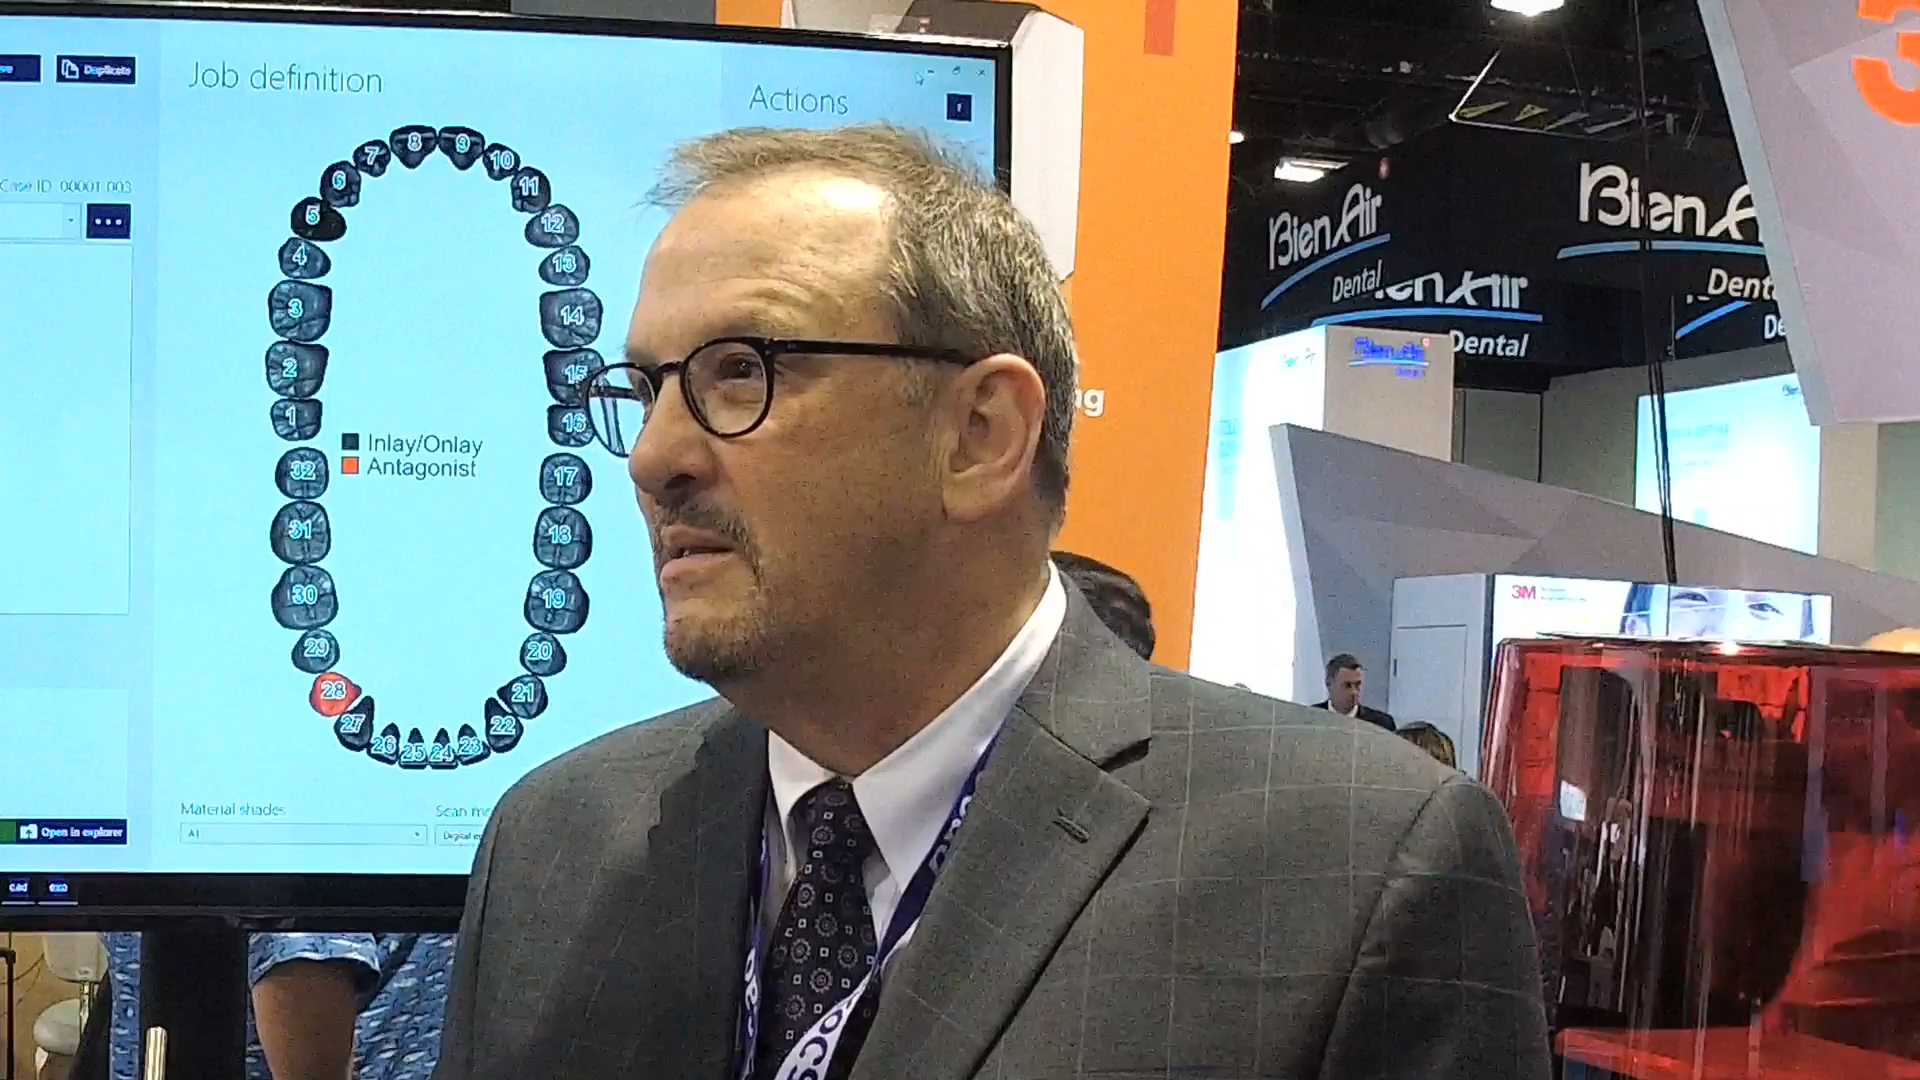 Duplicate
Job definition
Actions
Case ID: 00001 003
8 9
7 10
6 11
5 12
4 13
3 14
2 15
1 16
Inlay/Onlay
Antagonist
32 17
31 18
30 19
29 20
28 21
27 22
26 25 24 23
Material shades
A1
Scan
Open in explorer
BienAir
Dental
BienAir
Dental
3M